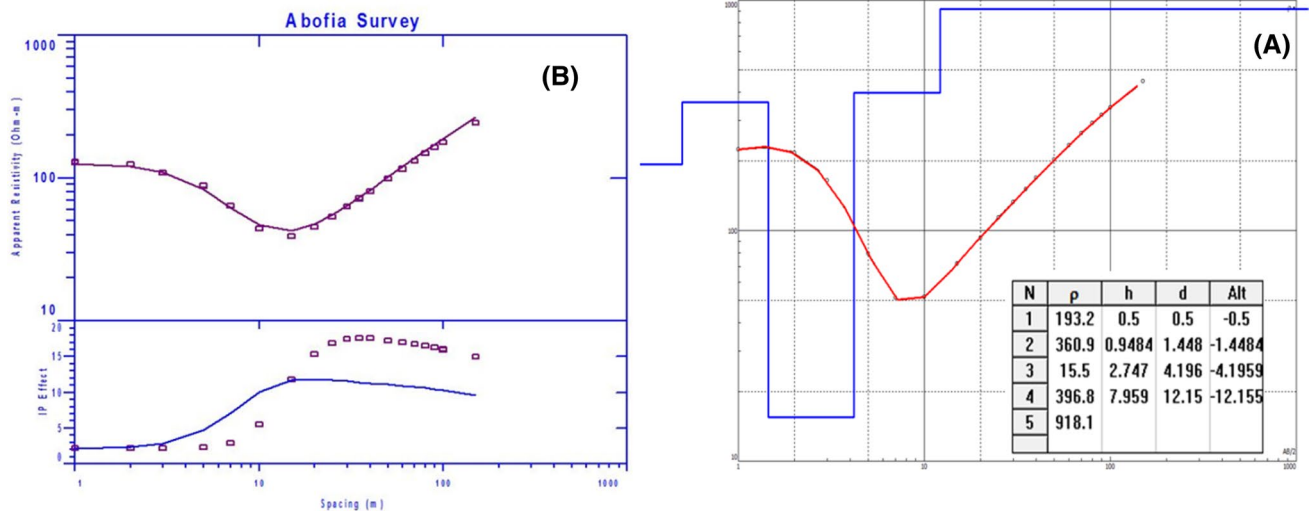 Abofia Survey
(B)
1000
100
10
Apparent Resistivity (Ohm-m)
20
15
10
5
0
IP Effect
1
10
100
1000
Spacing (m)
(A)
1000
100
10
1
10
100
1000
AB/2
N ρ h d Alt
1 193.2 0.5 0.5 -0.5
2 360.9 0.9484 1.448 -1.4484
3 15.5 2.747 4.196 -4.1959
4 396.8 7.959 12.15 -12.155
5 918.1